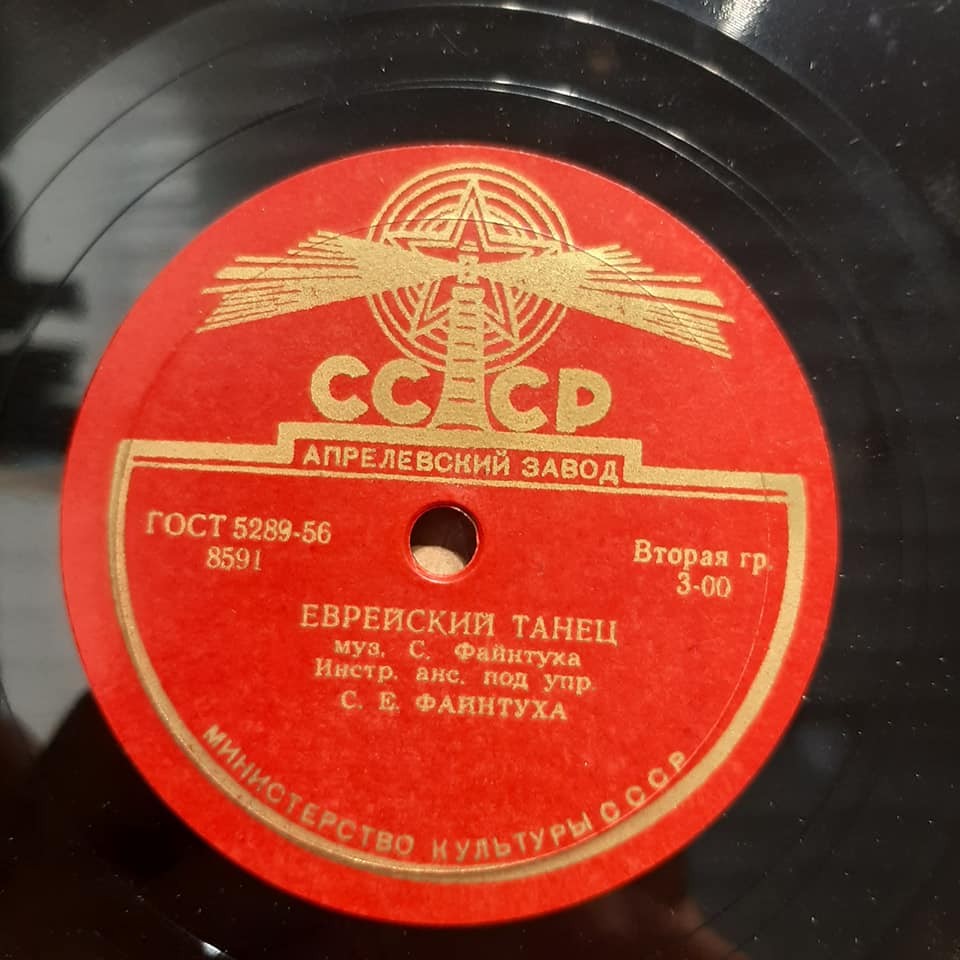 СССР
АПРЕЛЕВСКИЙ ЗАВОД
ГОСТ 5289-56
8591
Вторая гр.
3-00
ЕВРЕЙСКИЙ ТАНЕЦ
муз. С. Файнтуха
Инстр. анс. под упр.
С. Е. ФАЙНТУХА
МИНИСТЕРСТВО КУЛЬТУРЫ СССР